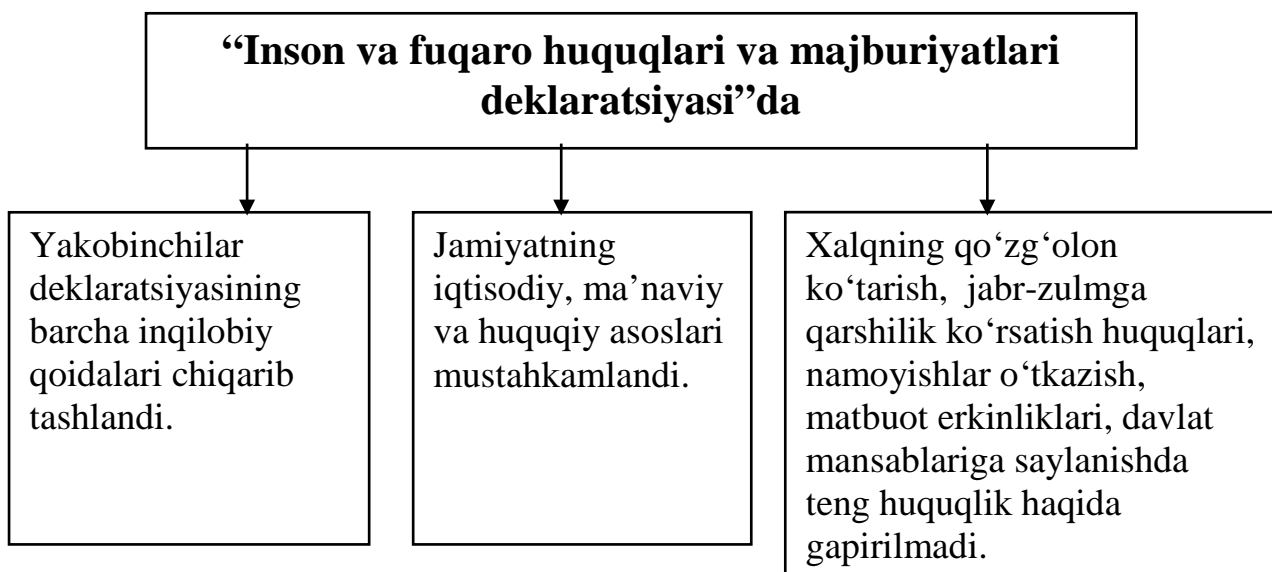 “Inson va fuqaro huquqlari va majburiyatlari
deklaratsiyasi”da
Yakobinchilar
deklaratsiyasining
barcha inqilobiy
qoidalari chiqarib
tashlandi.
Jamiyatning
iqtisodiy, ma’naviy
va huquqiy asoslari
mustahkamlandi.
Xalqning qo‘zg‘olon
ko‘tarish,  jabr-zulmga
qarshilik ko‘rsatish huquqlari,
namoyishlar o‘tkazish,
matbuot erkinliklari, davlat
mansablariga saylanishda
teng huquqlik haqida
gapirilmadi.